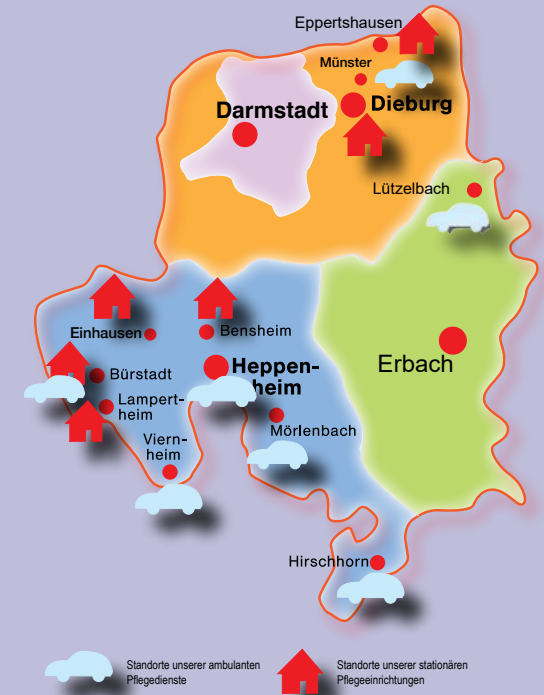 Eppertshausen
Münster
Darmstadt
Dieburg
Lützelbach
Einhausen
Bensheim
Heppen-
heim
Erbach
Bürstadt
Lampert-
heim
Mörlenbach
Viern-
heim
Hirschhorn
Standorte unserer ambulanten
Pflegedienste
Standorte unserer stationären
Pflegeeinrichtungen